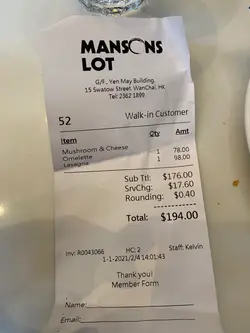 MANSONS
LOT
G/F., Yen May Building,
15 Swatow Street, WanChai, HK
Tel: 2362 1899
52 Walk-in Customer
Item Qty Amt
Mushroom & Cheese 1 78.00
Omelette
Lasagna 1 98.00
Sub Ttl: $176.00
SrvChg: $17.60
Rounding: $0.40
Total: $194.00
Inv: R0043066 HC: 2 Staff: Kelvin
1-1-2021/2/4 14:01:43
Thank you!
Member Form
Name:
Email: